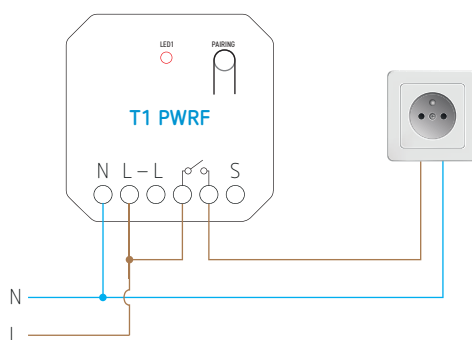 LED1 PAIRING
T1 PWRF
N L – L S
N
L